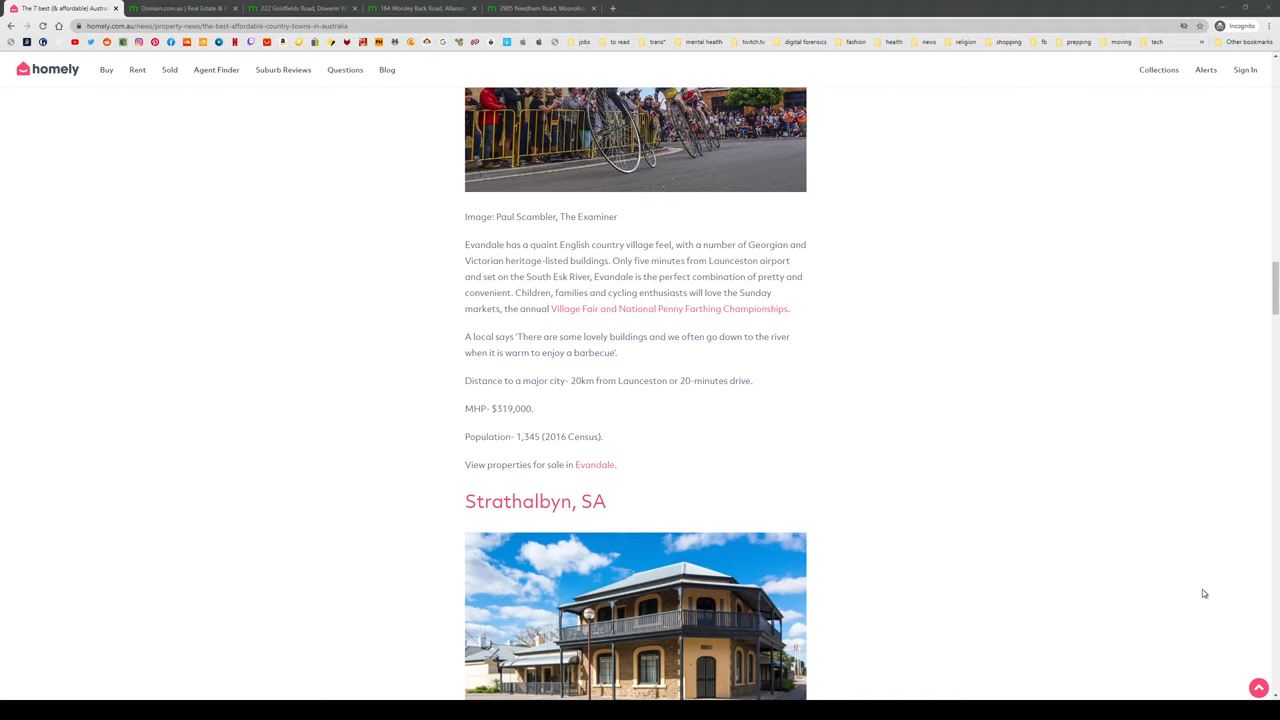 The 7 best (& affordable) Austra
Domain.com.au | Real Estate & P
222 Goldfields Road, Dowerin W
164 Worsley Back Road, Allanson
2905 Needham Road, Wooroloo
homely.com.au/news/property-news/the-best-affordable-country-towns-in-australia
Incognito
jobs
to read
trans*
mental health
twitch.tv
digital forensics
fashion
health
news
religion
shopping
fb
prepping
moving
tech
»
Other bookmarks
homely
Buy
Rent
Sold
Agent Finder
Suburb Reviews
Questions
Blog
Collections
Alerts
Sign In
Image: Paul Scambler, The Examiner
Evandale has a quaint English country village feel, with a number of Georgian and
Victorian heritage-listed buildings. Only five minutes from Launceston airport
and set on the South Esk River, Evandale is the perfect combination of pretty and
convenient. Children, families and cycling enthusiasts will love the Sunday
markets, the annual Village Fair and National Penny Farthing Championships.
A local says 'There are some lovely buildings and we often go down to the river
when it is warm to enjoy a barbecue'.
Distance to a major city- 20km from Launceston or 20-minutes drive.
MHP- $319,000.
Population- 1,345 (2016 Census).
View properties for sale in Evandale.
Strathalbyn, SA